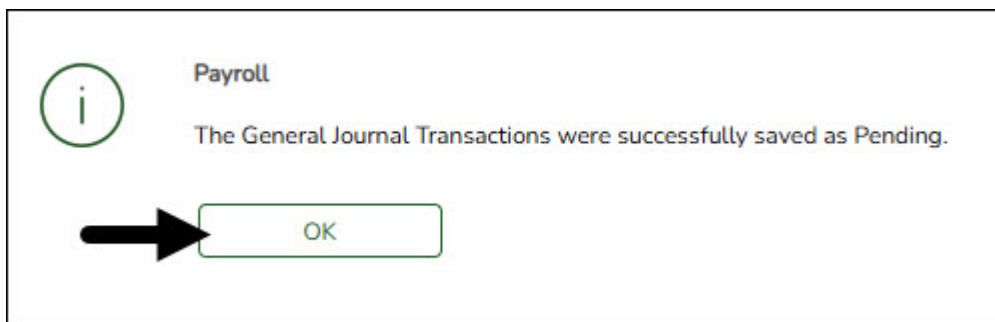 Payroll
The General Journal Transactions were successfully saved as Pending.
OK